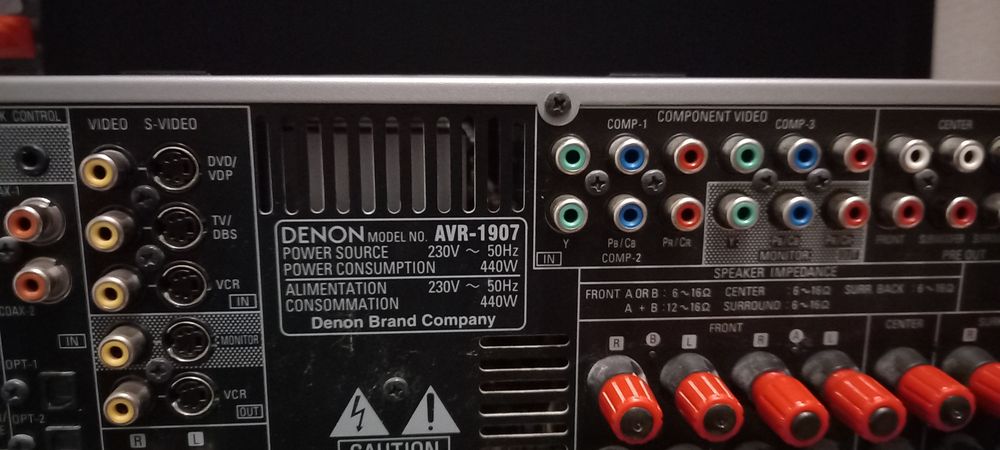 K CONTROL
VIDEO S-VIDEO
DVD/
VDP
TV/
DBS
VCR
IN
MONITOR
VCR
OUT
R L
COAX-2
IN
OPT-1
OPT-2
DENON MODEL NO. AVR-1907
POWER SOURCE 230V ~ 50Hz
POWER CONSUMPTION 440W
ALIMENTATION 230V ~ 50Hz
CONSOMMATION 440W
Denon Brand Company
CAUTION
COMPONENT VIDEO
COMP-1 COMP-3
Y PB/CB PR/CR
IN COMP-2
Y PB/CB PR/CR
MONITOR
CENTER
PRE OUT
SPEAKER IMPEDANCE
FRONT A OR B : 6~16Ω CENTER : 6~16Ω SURR. BACK : 6~16Ω
A + B : 12~16Ω SURROUND : 6~16Ω
FRONT CENTER
R B L R A L R